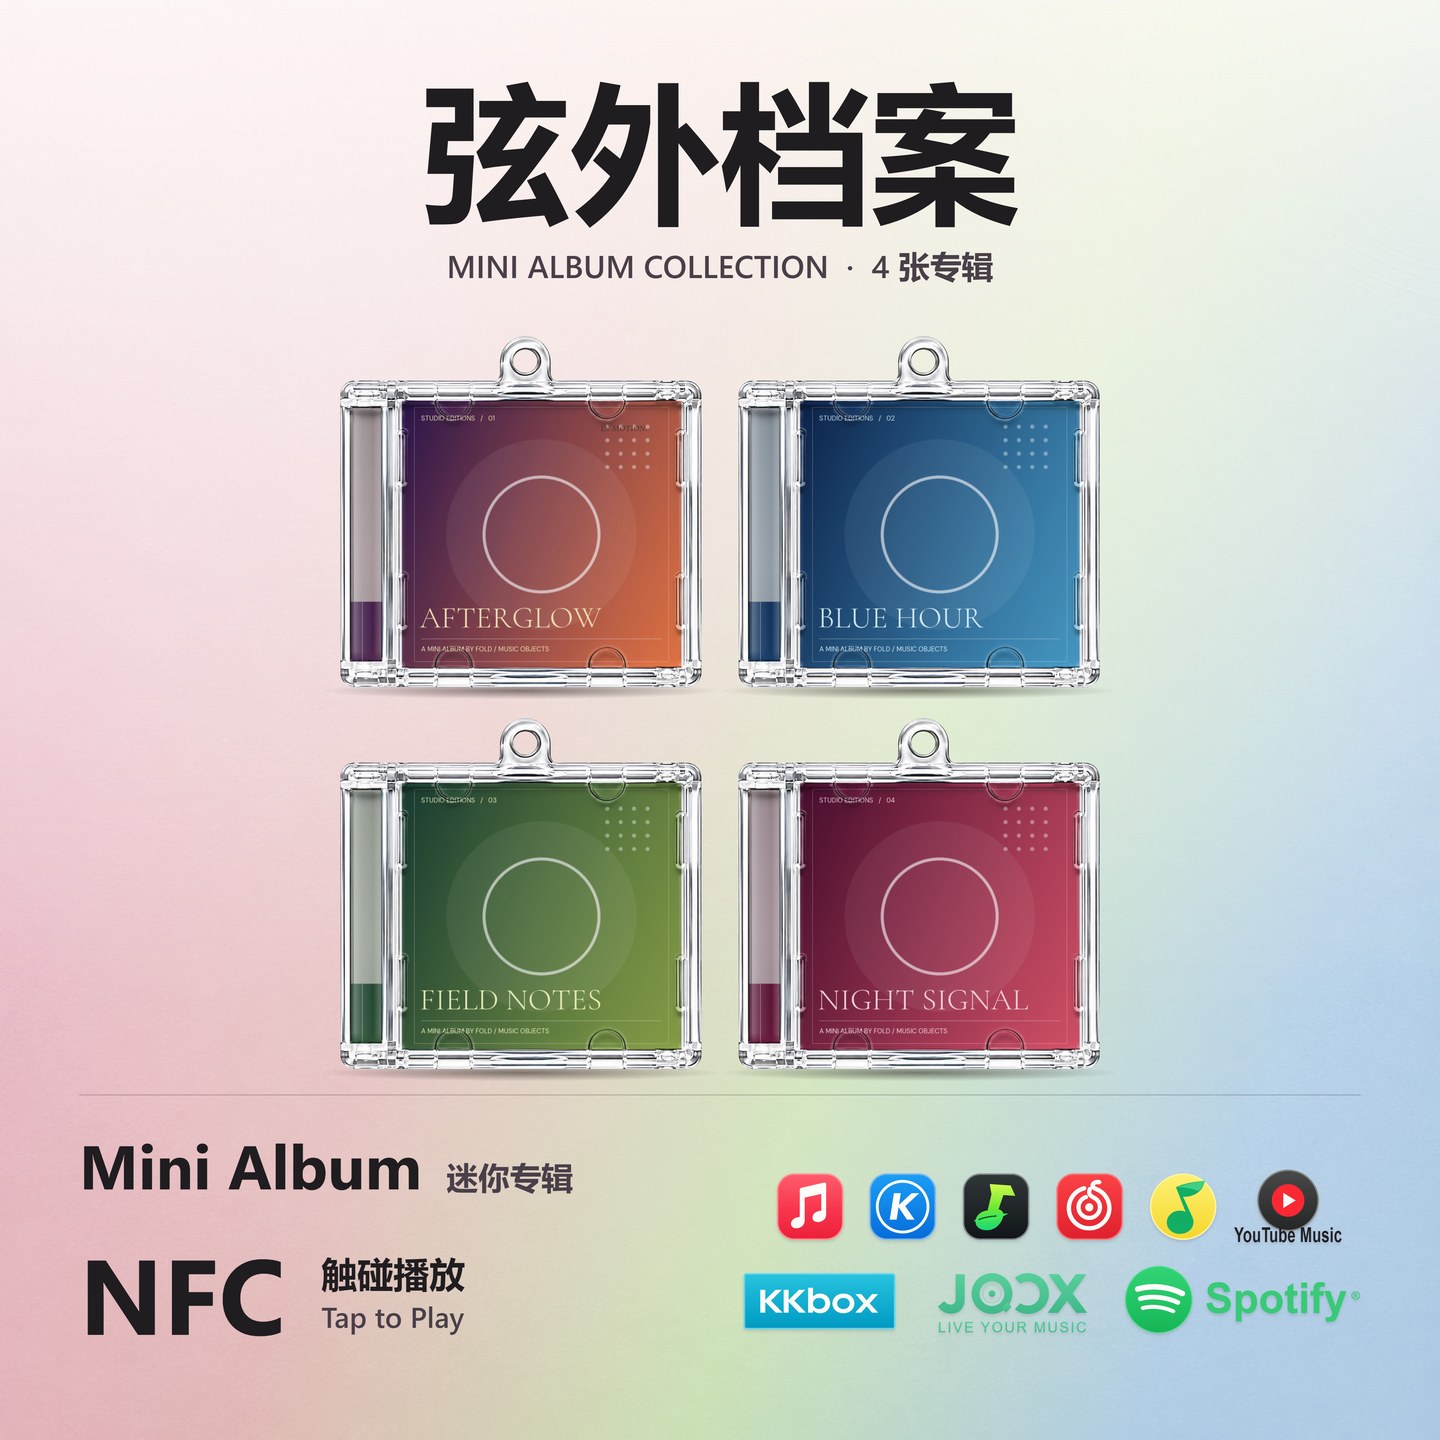 弦外档案
MINI ALBUM COLLECTION · 4 张专辑
STUDIO EDITIONS / 01
AFTERGLOW
A MINI ALBUM BY FOLD / MUSIC OBJECTS
STUDIO EDITIONS / 02
BLUE HOUR
A MINI ALBUM BY FOLD / MUSIC OBJECTS
STUDIO EDITIONS / 03
FIELD NOTES
A MINI ALBUM BY FOLD / MUSIC OBJECTS
STUDIO EDITIONS / 04
NIGHT SIGNAL
A MINI ALBUM BY FOLD / MUSIC OBJECTS
Mini Album 迷你专辑
NFC 触碰播放
Tap to Play
K
YouTube Music
KKbox
JOOX
LIVE YOUR MUSIC
Spotify®